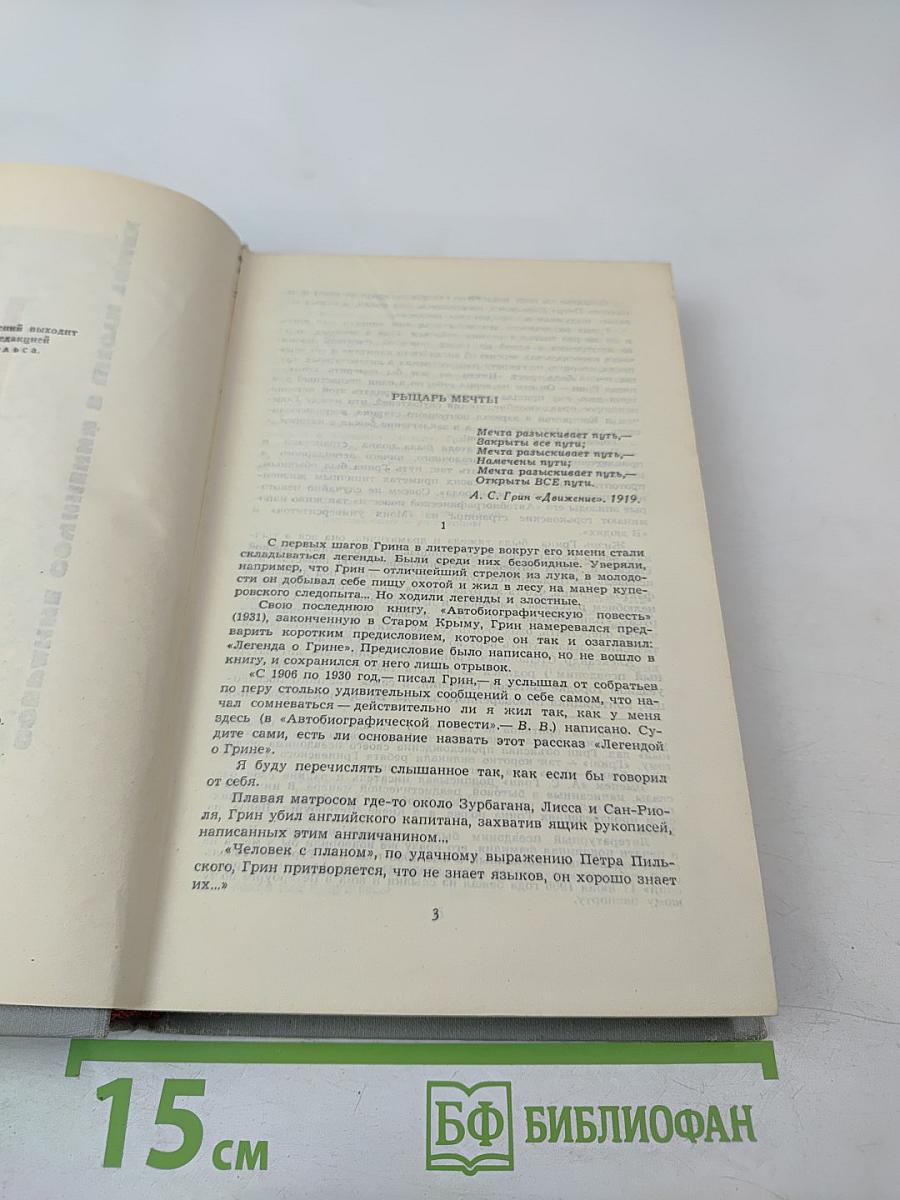 ений выходит
едакцией
льса.
РЫЦАРЬ МЕЧТЫ
Мечта разыскивает путь,—
Закрыты все пути;
Мечта разыскивает путь,—
Намечены пути;
Мечта разыскивает путь,—
Открыты ВСЕ пути.
А. С. Грин «Движение». 1919.
1
С первых шагов Грина в литературе вокруг его имени стали
складываться легенды. Были среди них безобидные. Уверяли,
например, что Грин — отличнейший стрелок из лука, в молодо-
сти он добывал себе пищу охотой и жил в лесу на манер купе-
ровского следопыта... Но ходили легенды и злостные.
Свою последнюю книгу, «Автобиографическую повесть»
(1931), законченную в Старом Крыму, Грин намеревался пред-
варить коротким предисловием, которое он так и озаглавил:
«Легенда о Грине». Предисловие было написано, но не вошло в
книгу, и сохранился от него лишь отрывок.
«С 1906 по 1930 год,— писал Грин,— я услышал от собратьев
по перу столько удивительных сообщений о себе самом, что на-
чал сомневаться — действительно ли я жил так, как у меня
здесь (в «Автобиографической повести».— В. В.) написано. Су-
дите сами, есть ли основание назвать этот рассказ «Легендой
о Грине».
Я буду перечислять слышанное так, как если бы говорил
от себя.
Плавая матросом где-то около Зурбагана, Лисса и Сан-Рио-
ля, Грин убил английского капитана, захватив ящик рукописей,
написанных этим англичанином...
«Человек с планом», по удачному выражению Петра Пиль-
ского, Грин притворяется, что не знает языков, он хорошо знает
их...»
3
15 см
БФ БИБЛИОФАН